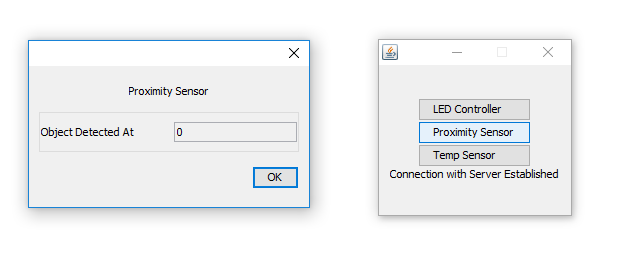 Proximity Sensor
Object Detected At
0
OK
LED Controller
Proximity Sensor
Temp Sensor
Connection with Server Established